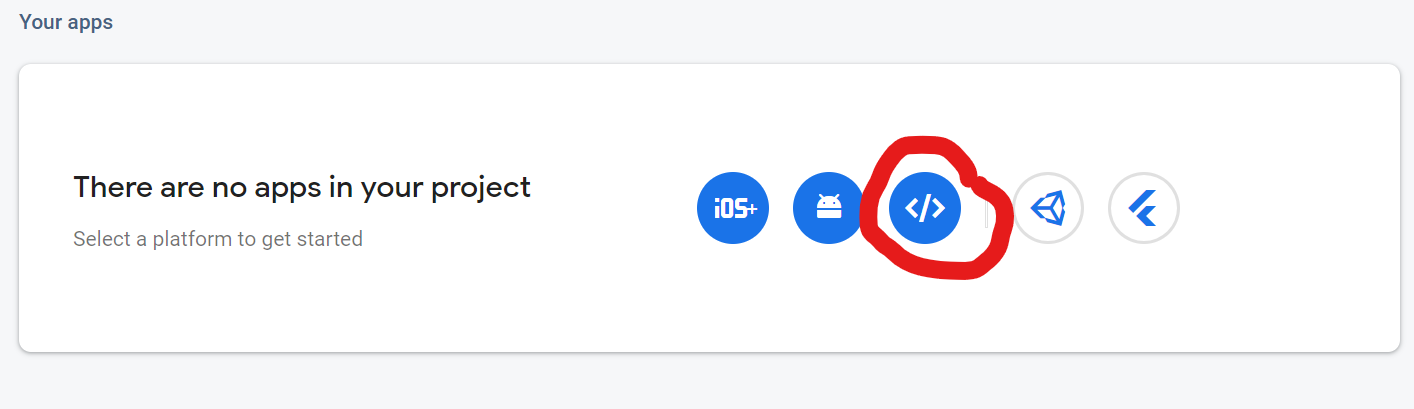 Your apps
There are no apps in your project
Select a platform to get started
iOS+
</>